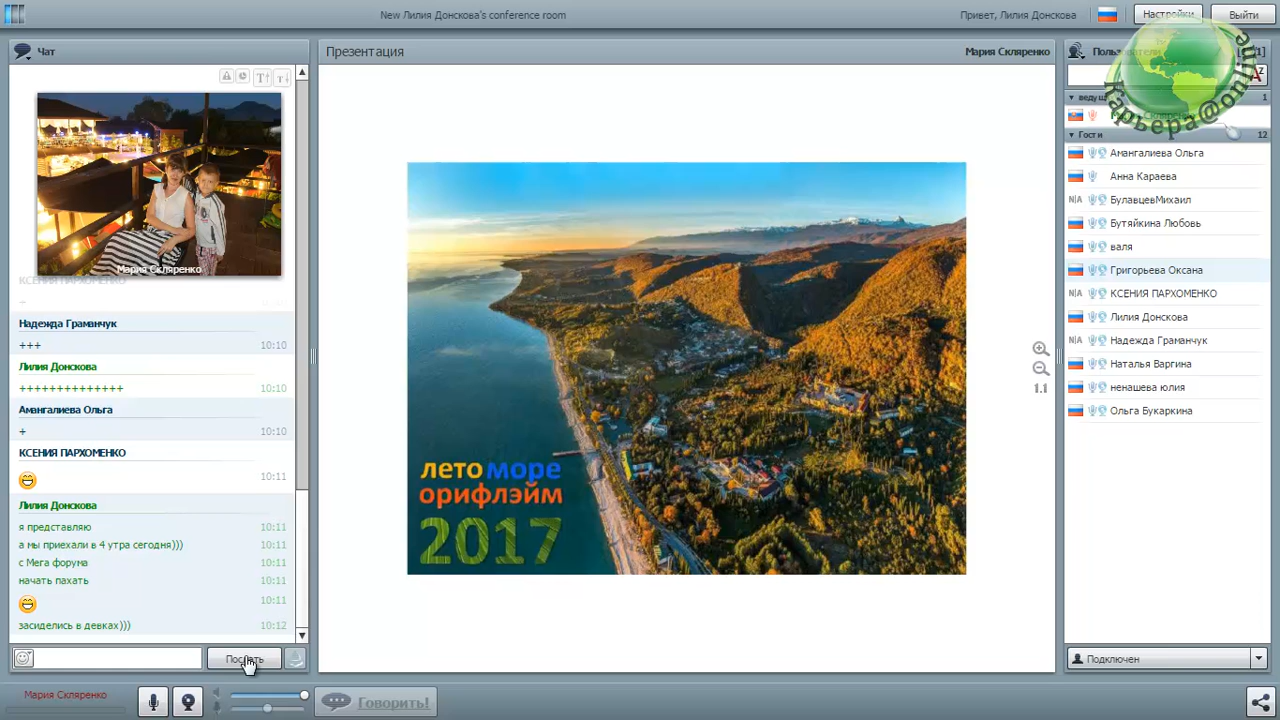 New Лилия Донскова's conference room
Привет, Лилия Донскова
Настройки
Выйти
Чат
Презентация
Мария Скляренко
Пользователи
Карьера@online
Мария Скляренко
КСЕНИЯ ПАРХОМЕНКО
Надежда Граманчук
+++ 10:10
Лилия Донскова
++++++++++++++ 10:10
Амангалиева Ольга
+ 10:10
КСЕНИЯ ПАРХОМЕНКО
10:11
Лилия Донскова
я представляю 10:11
а мы приехали в 4 утра сегодня))) 10:11
с Мега форума 10:11
начать пахать 10:11
10:11
засиделись в девках))) 10:12
Послать
Мария Скляренко
Говорить!
лето море
орифлэйм
2017
1:1
1
Гости 12
Амангалиева Ольга
Анна Караева
N|A БулавцевМихаил
Бутяйкина Любовь
валя
Григорьева Оксана
N|A КСЕНИЯ ПАРХОМЕНКО
Лилия Донскова
N|A Надежда Граманчук
Наталья Варгина
ненашева юлия
Ольга Букаркина
Подключен